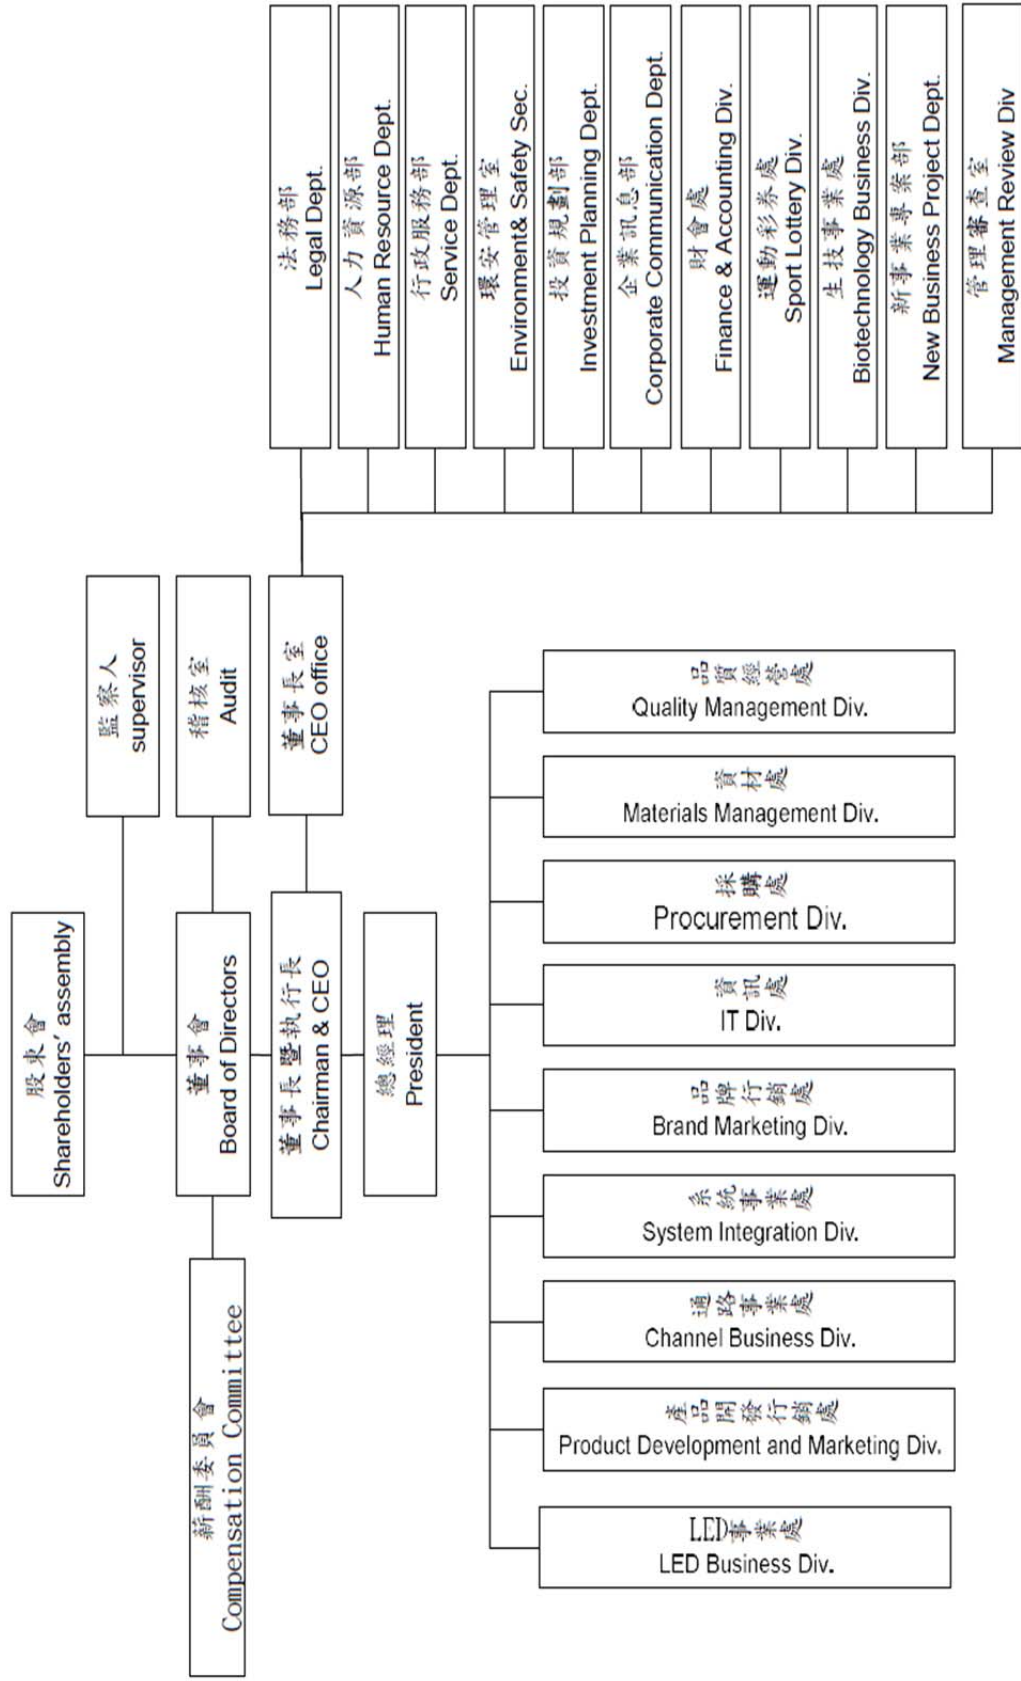 股東會
Shareholders' assembly
監察人
supervisor
薪酬委員會
Compensation Committee
董事會
Board of Directors
稽核室
Audit
董事長暨執行長
Chairman & CEO
董事長室
CEO office
總經理
President
法務部
Legal Dept.
人力資源部
Human Resource Dept.
行政服務部
Service Dept.
環安管理室
Environment& Safety Sec.
投資規劃部
Investment Planning Dept.
企業訊息部
Corporate Communication Dept.
財會處
Finance & Accounting Div.
運動彩券處
Sport Lottery Div.
生技事業處
Biotechnology Business Div.
新事業專案部
New Business Project Dept.
管理審查室
Management Review Div
LED事業處
LED Business Div.
產品開發行銷處
Product Development and Marketing Div.
通路事業處
Channel Business Div.
系統事業處
System Integration Div.
品牌行銷處
Brand Marketing Div.
資訊處
IT Div.
採購處
Procurement Div.
資材處
Materials Management Div.
品質經營處
Quality Management Div.